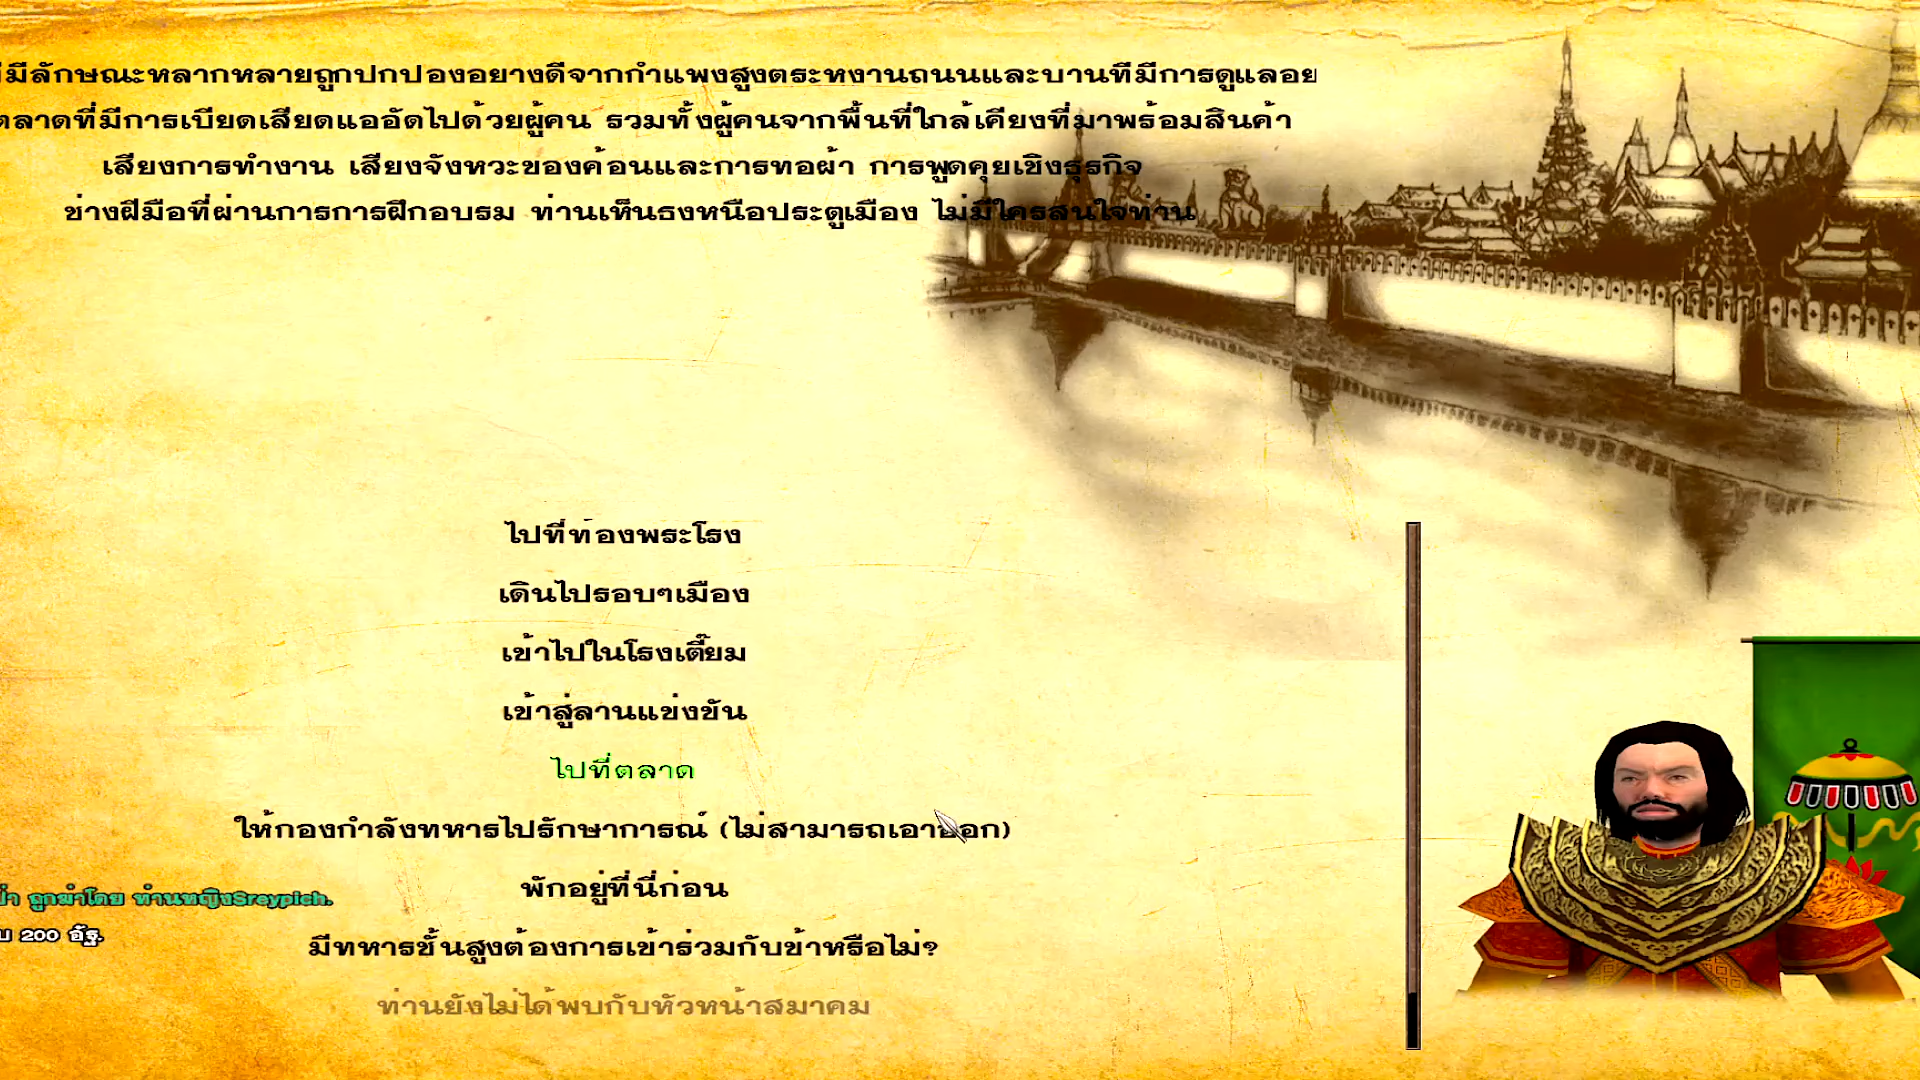 มีลักษณะหลากหลายถูกปกปองอยางดีจากกำแพงสูงตระหงานถนนและบานทีมีการดูแลอย
ตลาดที่มีการเบียดเสียดแออัดไปด้วยผู้คน รวมทั้งผู้คนจากพื้นที่ใกล้เคียงที่มาพร้อมสินค้า
เสียงการทำงาน เสียงจังหวะของค้อนและการทอผ้า การพูดคุยเชิงธุรกิจ
ช่างฝีมือที่ผ่านการการฝึกอบรม ท่านเห็นธงเหนือประตูเมือง ไม่มีใครสนใจท่าน
ไปที่ท้องพระโรง
เดินไปรอบๆเมือง
เข้าไปในโรงเตี๊ยม
เข้าสู่ลานแข่งขัน
ไปที่ตลาด
ให้กองกำลังทหารไปรักษาการณ์ (ไม่สามารถเอาออก)
พักอยู่ที่นี่ก่อน
ถูกฆ่าโดย ท่านหญิงSreypich.
200 อัฐ.
มีทหารชั้นสูงต้องการเข้าร่วมกับข้าหรือไม่?
ท่านยังไม่ได้พบกับหัวหน้าสมาคม